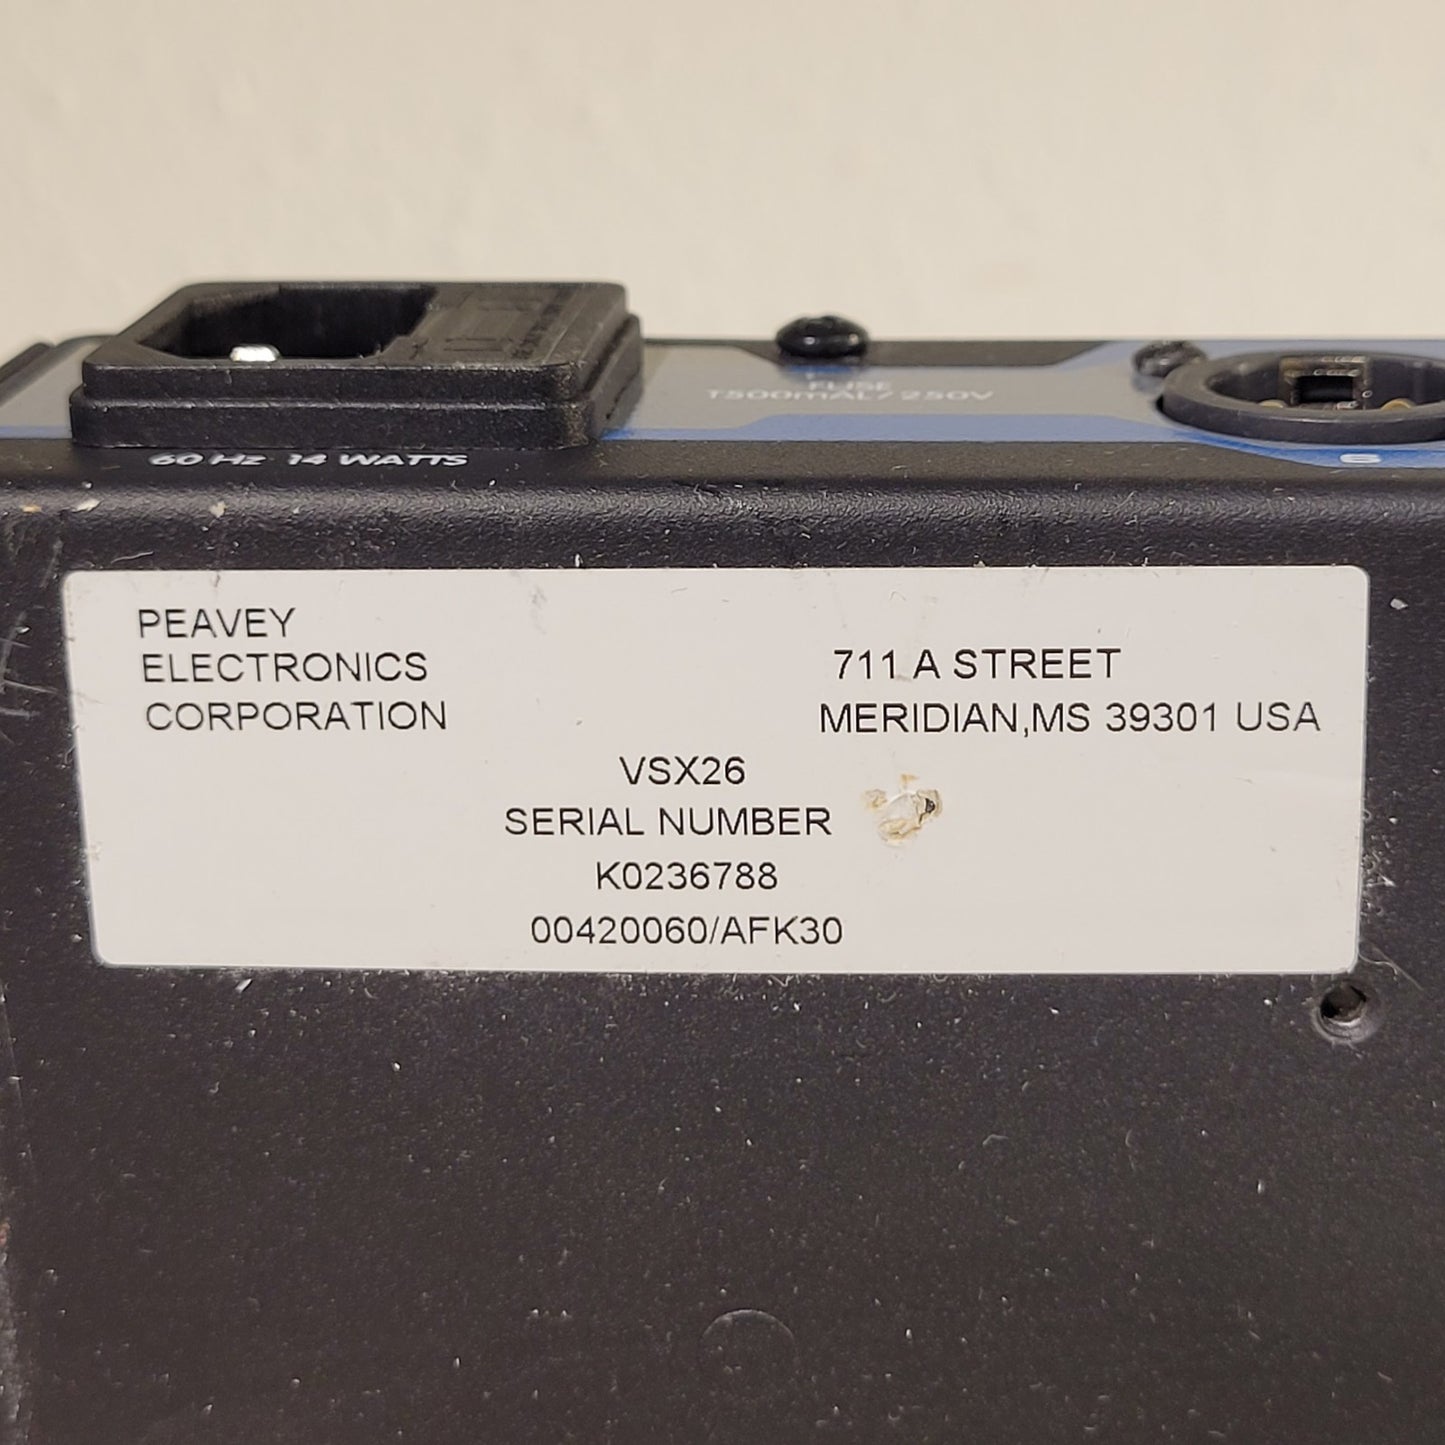 FUSE
T500mAL/250V
60 Hz 14 WATTS
6
PEAVEY
ELECTRONICS
CORPORATION
711 A STREET
MERIDIAN,MS 39301 USA
VSX26
SERIAL NUMBER
K0236788
00420060/AFK30